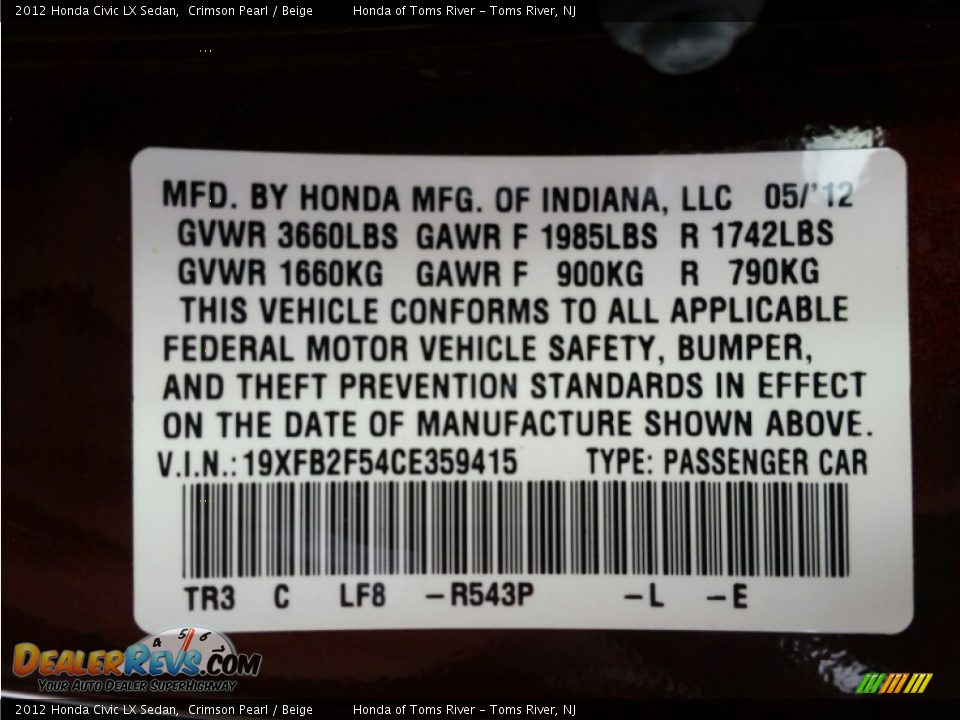 2012 Honda Civic LX Sedan, Crimson Pearl / Beige Honda of Toms River - Toms River, NJ
MFD. BY HONDA MFG. OF INDIANA, LLC 05/'12
GVWR 3660LBS GAWR F 1985LBS R 1742LBS
GVWR 1660KG GAWR F 900KG R 790KG
THIS VEHICLE CONFORMS TO ALL APPLICABLE
FEDERAL MOTOR VEHICLE SAFETY, BUMPER,
AND THEFT PREVENTION STANDARDS IN EFFECT
ON THE DATE OF MANUFACTURE SHOWN ABOVE.
V.I.N.: 19XFB2F54CE359415 TYPE: PASSENGER CAR
TR3 C LF8 -R543P -L -E
4 5 6
DEALERREVS.COM
YOUR AUTO DEALER SUPERHIGHWAY
2012 Honda Civic LX Sedan, Crimson Pearl / Beige Honda of Toms River - Toms River, NJ